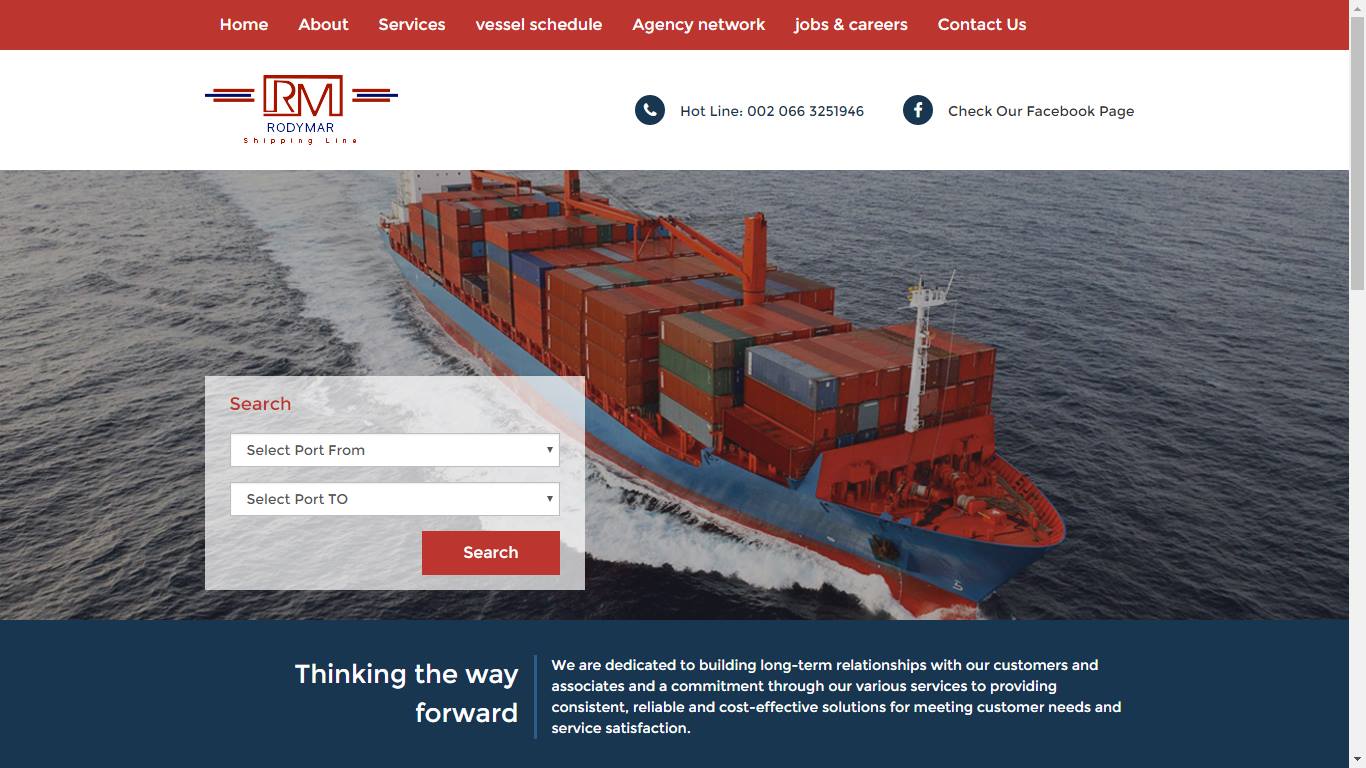 Home About Services vessel schedule Agency network jobs & careers Contact Us
RM
RODYMAR
Shipping Line
Hot Line: 002 066 3251946 Check Our Facebook Page
Search
Select Port From
Select Port TO
Search
Thinking the way
forward
We are dedicated to building long-term relationships with our customers and
associates and a commitment through our various services to providing
consistent, reliable and cost-effective solutions for meeting customer needs and
service satisfaction.